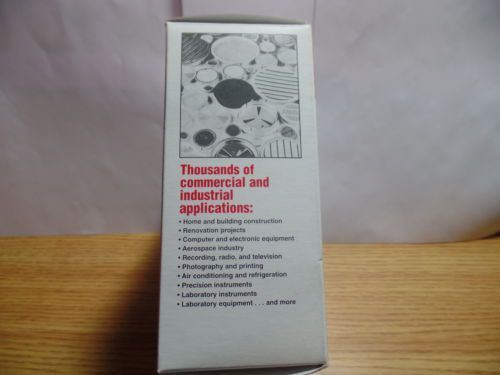 Thousands of
commercial and
industrial
applications:
• Home and building construction
• Renovation projects
• Computer and electronic equipment
• Aerospace industry
• Recording, radio, and television
• Photography and printing
• Air conditioning and refrigeration
• Precision instruments
• Laboratory instruments
• Laboratory equipment . . . and more